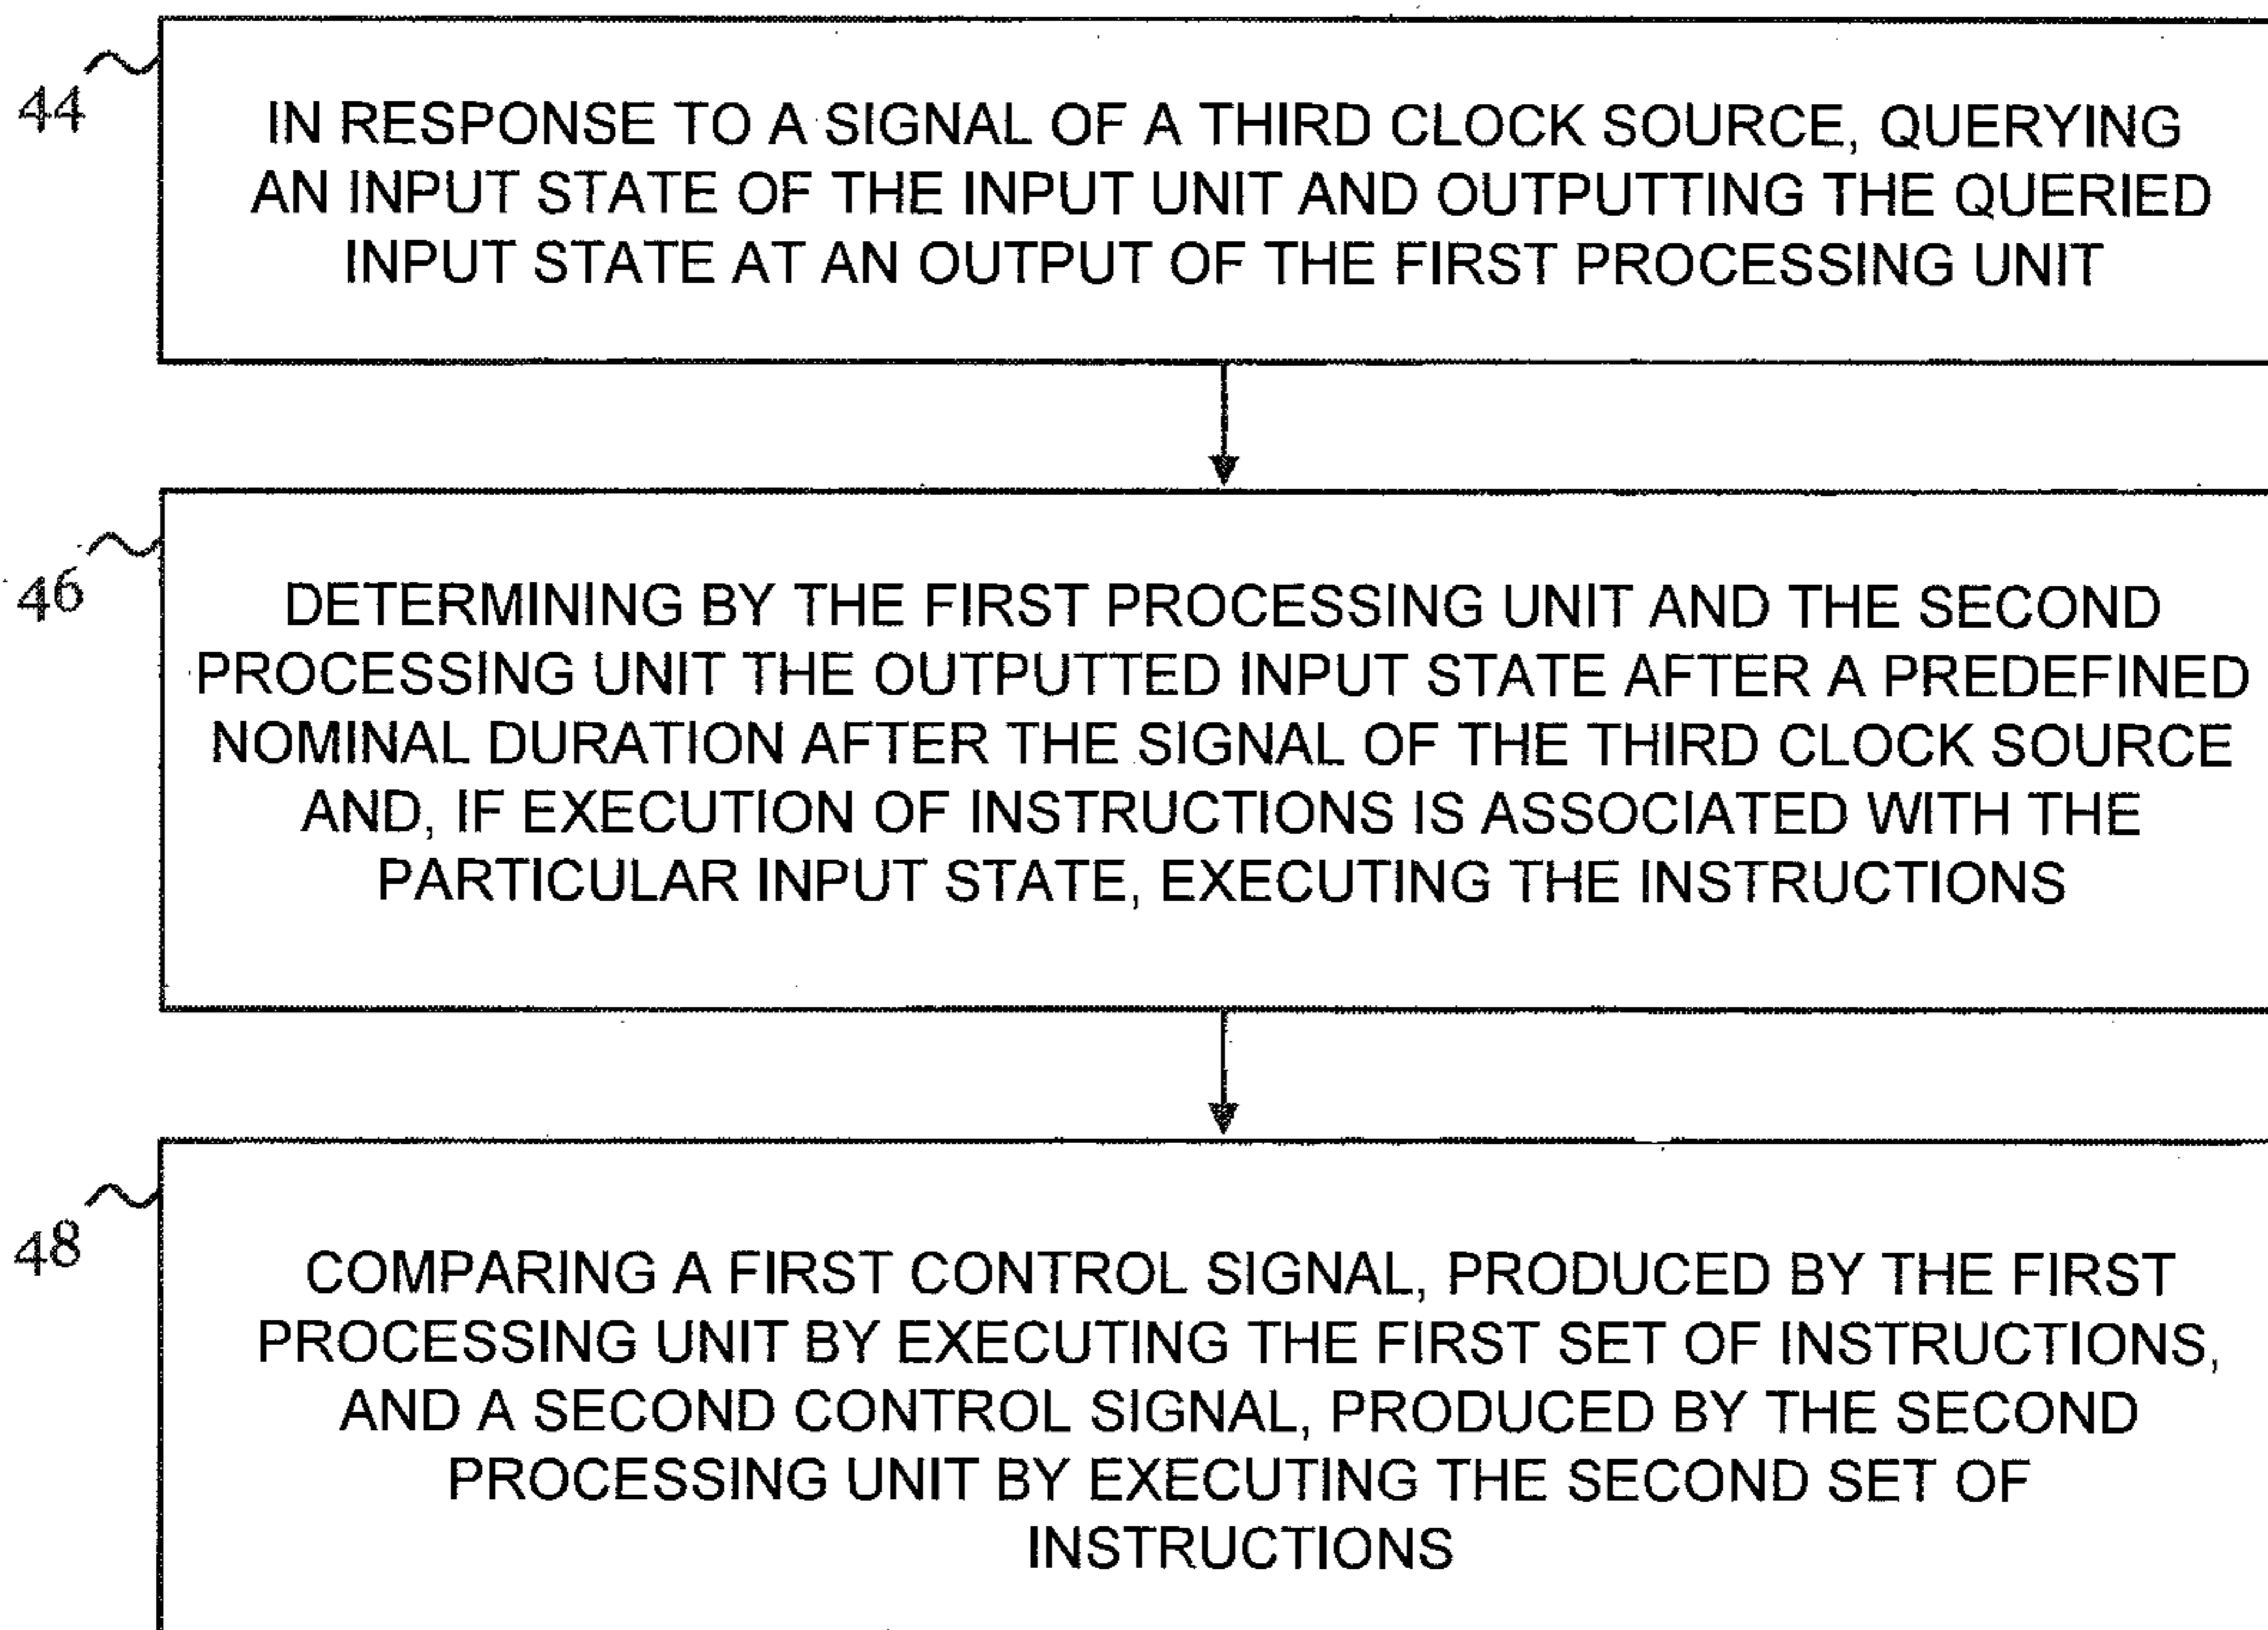 44
IN RESPONSE TO A SIGNAL OF A THIRD CLOCK SOURCE, QUERYING
AN INPUT STATE OF THE INPUT UNIT AND OUTPUTTING THE QUERIED
INPUT STATE AT AN OUTPUT OF THE FIRST PROCESSING UNIT
46
DETERMINING BY THE FIRST PROCESSING UNIT AND THE SECOND
PROCESSING UNIT THE OUTPUTTED INPUT STATE AFTER A PREDEFINED
NOMINAL DURATION AFTER THE SIGNAL OF THE THIRD CLOCK SOURCE
AND, IF EXECUTION OF INSTRUCTIONS IS ASSOCIATED WITH THE
PARTICULAR INPUT STATE, EXECUTING THE INSTRUCTIONS
48
COMPARING A FIRST CONTROL SIGNAL, PRODUCED BY THE FIRST
PROCESSING UNIT BY EXECUTING THE FIRST SET OF INSTRUCTIONS,
AND A SECOND CONTROL SIGNAL, PRODUCED BY THE SECOND
PROCESSING UNIT BY EXECUTING THE SECOND SET OF
INSTRUCTIONS